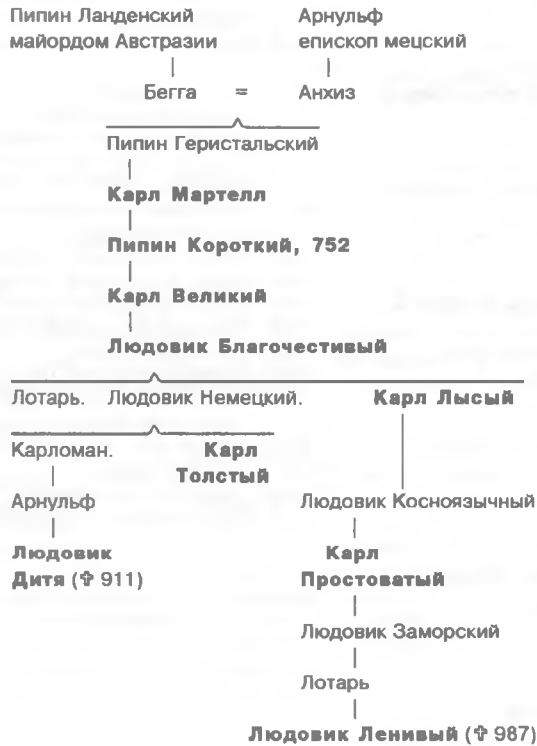 Пипин Ланденский Арнульф
майордом Австразии епископ мецский
Бегга = Анхиз
Пипин Геристальский
Карл Мартелл
Пипин Короткий, 752
Карл Великий
Людовик Благочестивый
Лотарь. Людовик Немецкий. Карл Лысый
Карломан. Карл
Толстый
Арнульф Людовик Косноязычный
Людовик Карл
Дитя (✞ 911) Простоватый
Людовик Заморский
Лотарь
Людовик Ленивый (✞ 987)